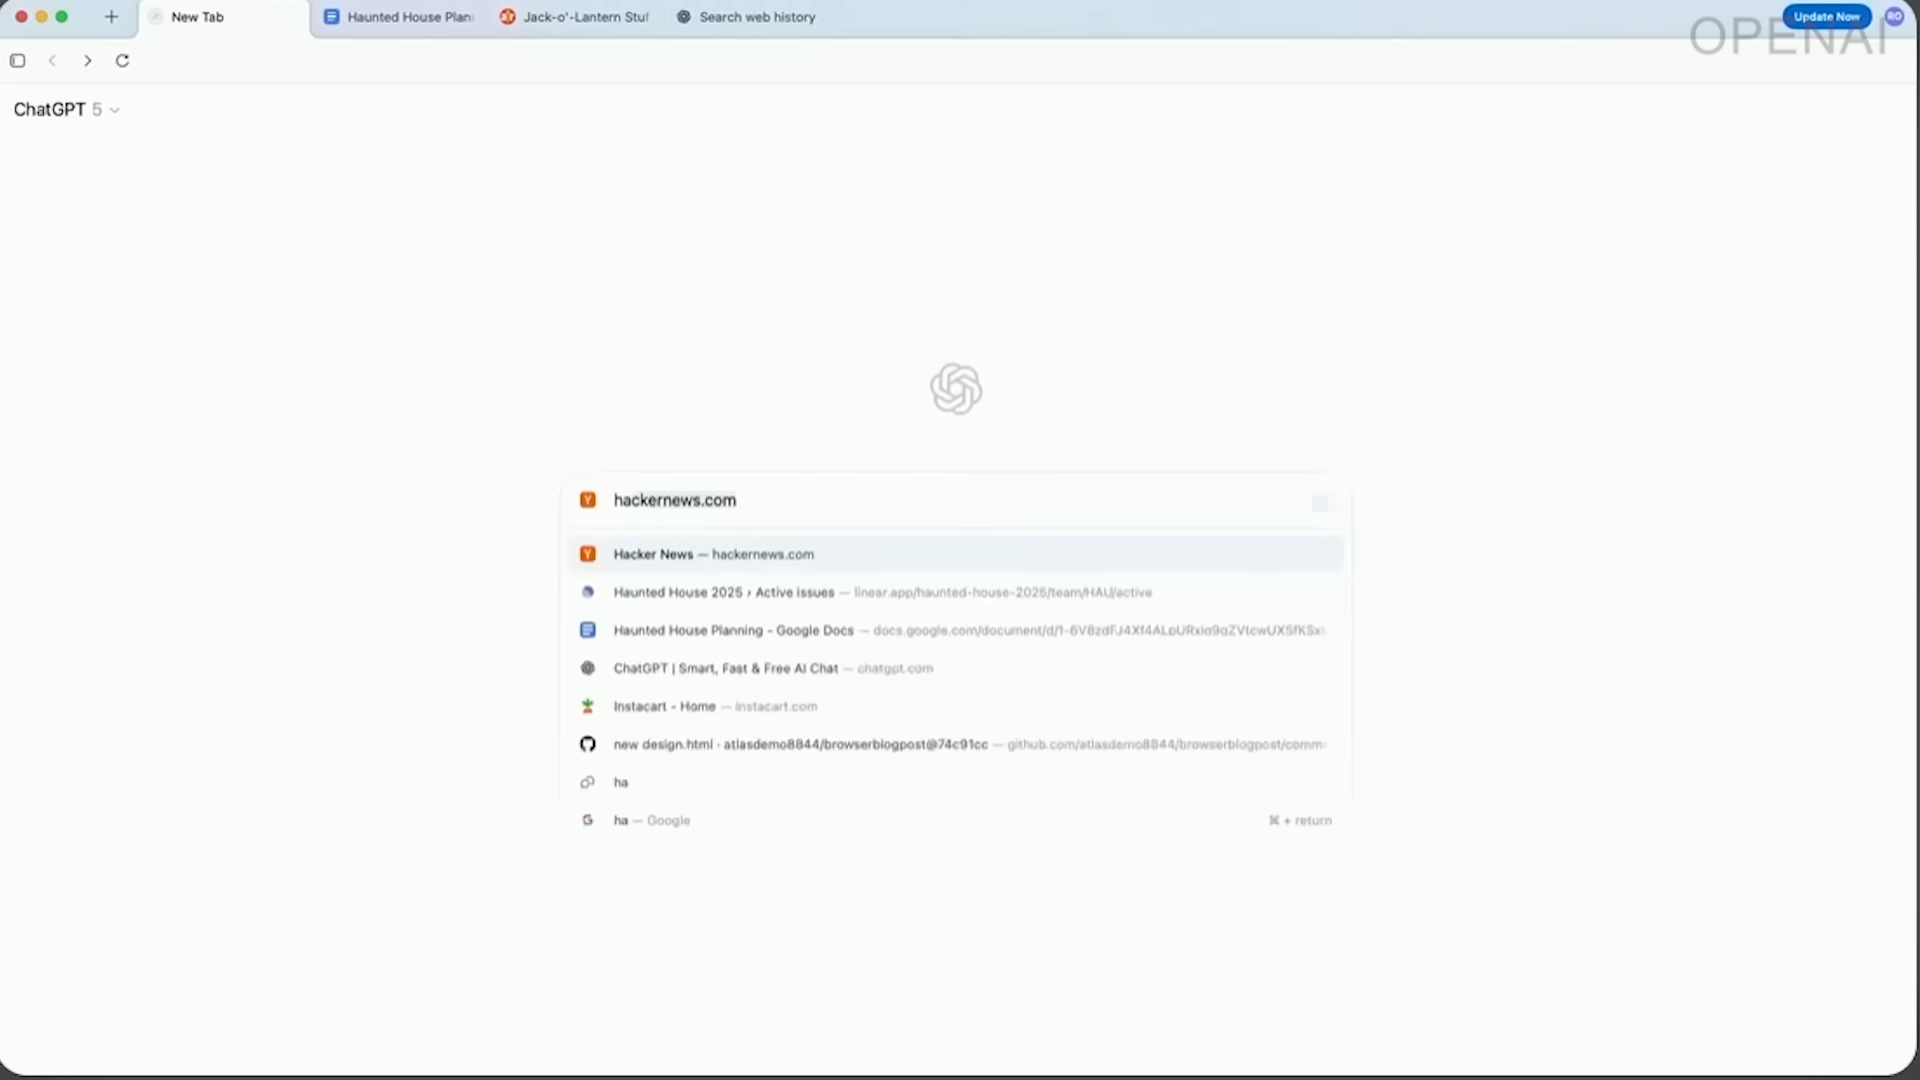 New Tab
Haunted House Plan
Jack-o'-Lantern Stuf
Search web history
Update Now
RO
OPENAI
ChatGPT 5
hackernews.com
Hacker News — hackernews.com
Haunted House 2025 › Active issues — linear.app/haunted-house-2025/team/HAU/active
Haunted House Planning - Google Docs — docs.google.com/document/d/
ChatGPT | Smart, Fast & Free AI Chat — chatgpt.com
Instacart - Home — instacart.com
new design.html · atlasdemo8844/browserblogpost@74c91cc — github.com/atlasdemo8844/browserblogpost/comm
ha
ha — Google
⌘ + return